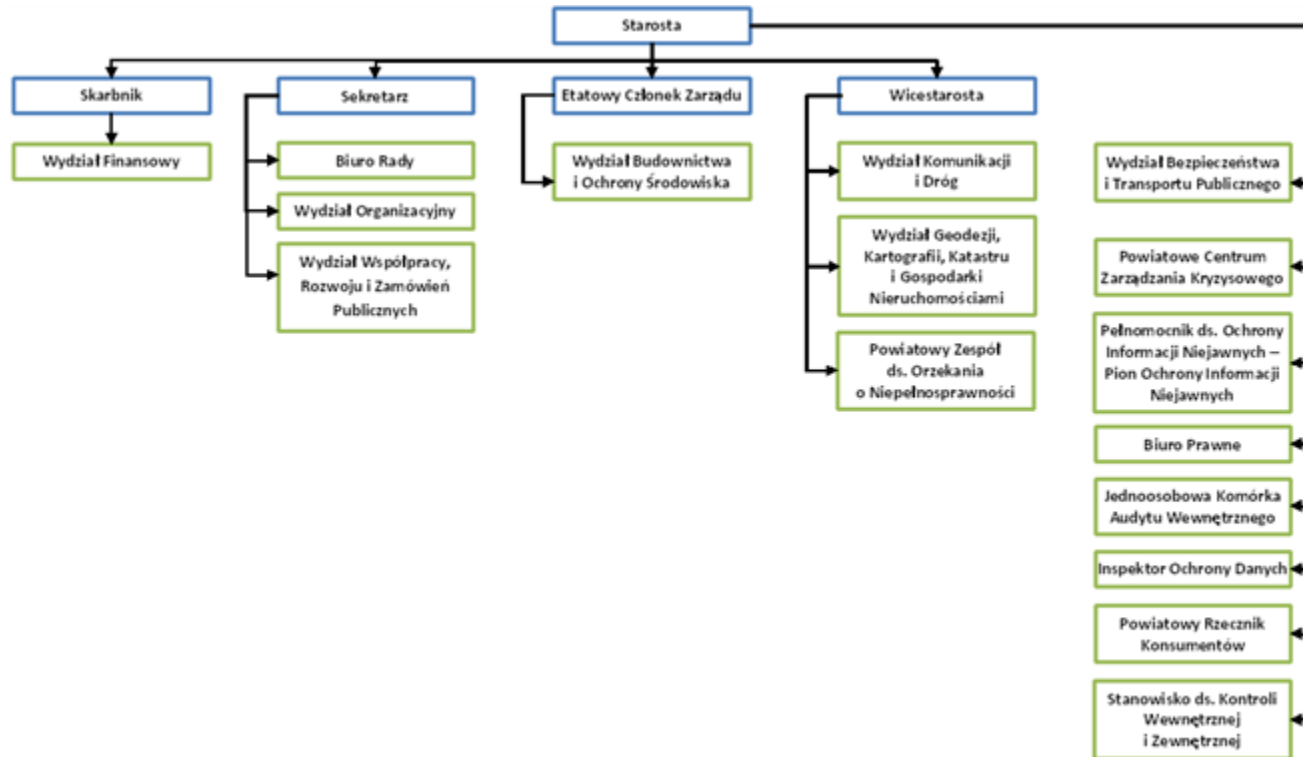 Starosta
Skarbnik
Sekretarz
Etatowy Członek Zarządu
Wicestarosta
Wydział Finansowy
Biuro Rady
Wydział Organizacyjny
Wydział Współpracy,
Rozwoju i Zamówień
Publicznych
Wydział Budownictwa
i Ochrony Środowiska
Wydział Komunikacji
i Dróg
Wydział Geodezji,
Kartografii, Katastru
i Gospodarki
Nieruchomościami
Powiatowy Zespół
ds. Orzekania
o Niepełnosprawności
Wydział Bezpieczeństwa
i Transportu Publicznego
Powiatowe Centrum
Zarządzania Kryzysowego
Pełnomocnik ds. Ochrony
Informacji Niejawnych –
Pion Ochrony Informacji
Niejawnych
Biuro Prawne
Jednoosobowa Komórka
Audytu Wewnętrznego
Inspektor Ochrony Danych
Powiatowy Rzecznik
Konsumentów
Stanowisko ds. Kontroli
Wewnętrznej
i Zewnętrznej